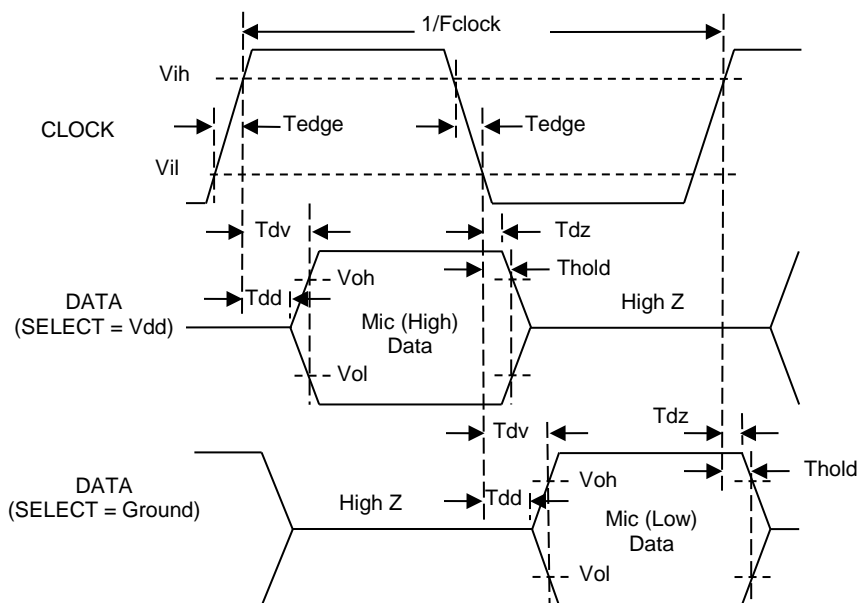 1/Fclock
Vih
CLOCK
Tedge
Tedge
Vil
Tdv
Tdz
Voh
Thold
Tdd
DATA
(SELECT = Vdd)
Mic (High)
Data
High Z
Vol
Tdv
Tdz
Voh
Thold
DATA
(SELECT = Ground)
High Z
Tdd
Mic (Low)
Data
Vol